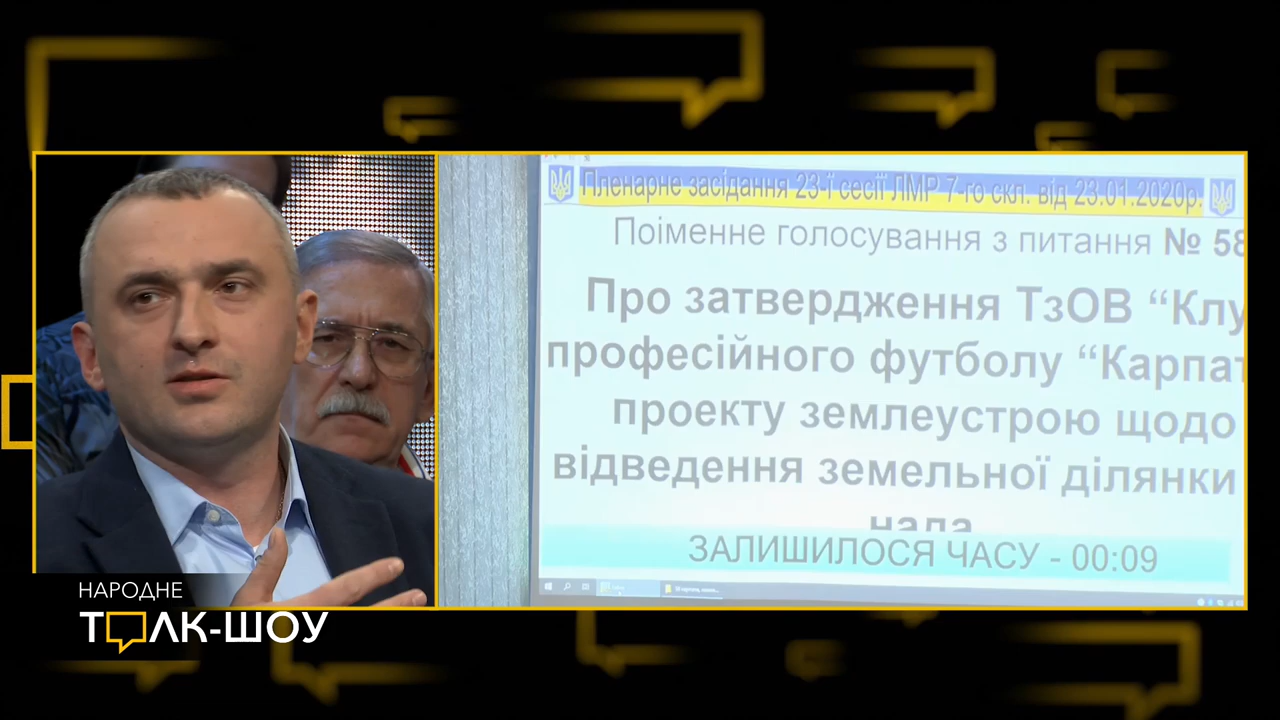 Пленарне засідання 23-ї сесії ЛМР 7-го скл. від 23.01.2020р.
Поіменне голосування з питання № 58
Про затвердження ТзОВ “Клу
професійного футболу “Карпат
проекту землеустрою щодо
відведення земельної ділянки
нада
ЗАЛИШИЛОСЯ ЧАСУ - 00:09
НАРОДНЕ
ТОЛК-ШОУ